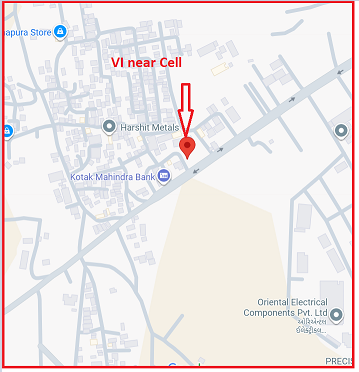 apura Store
VI near Cell
Harshit Metals
Kotak Mahindra Bank
Oriental Electrical
Components Pvt. Ltd
PRECIS